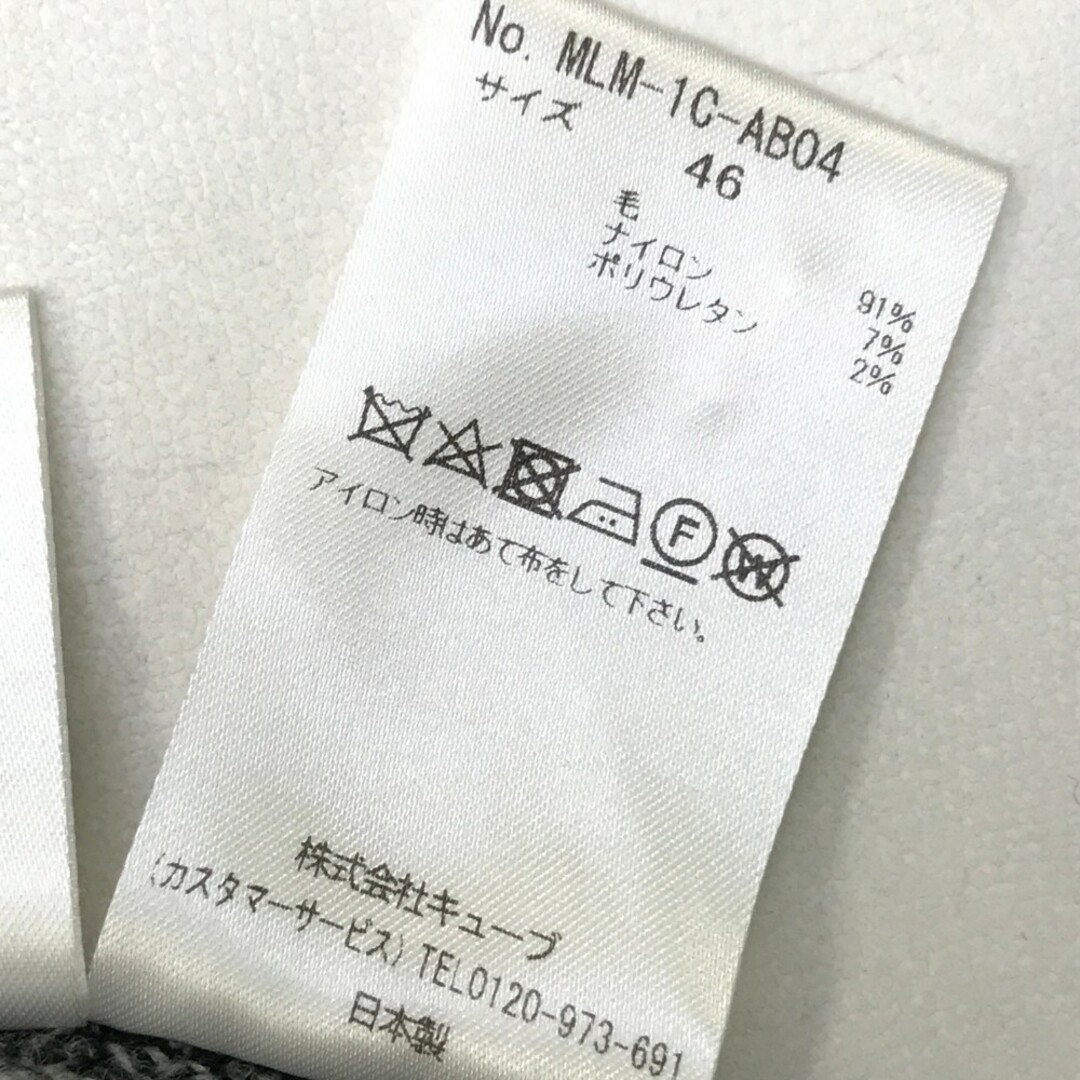 No. MLM-1C-AB04
サイズ 46
毛 91%
ナイロン 7%
ポリウレタン 2%
F W
アイロン時はあて布をして下さい。
株式会社キューブ
(カスタマーサービス) TEL0120-973-691
日本製